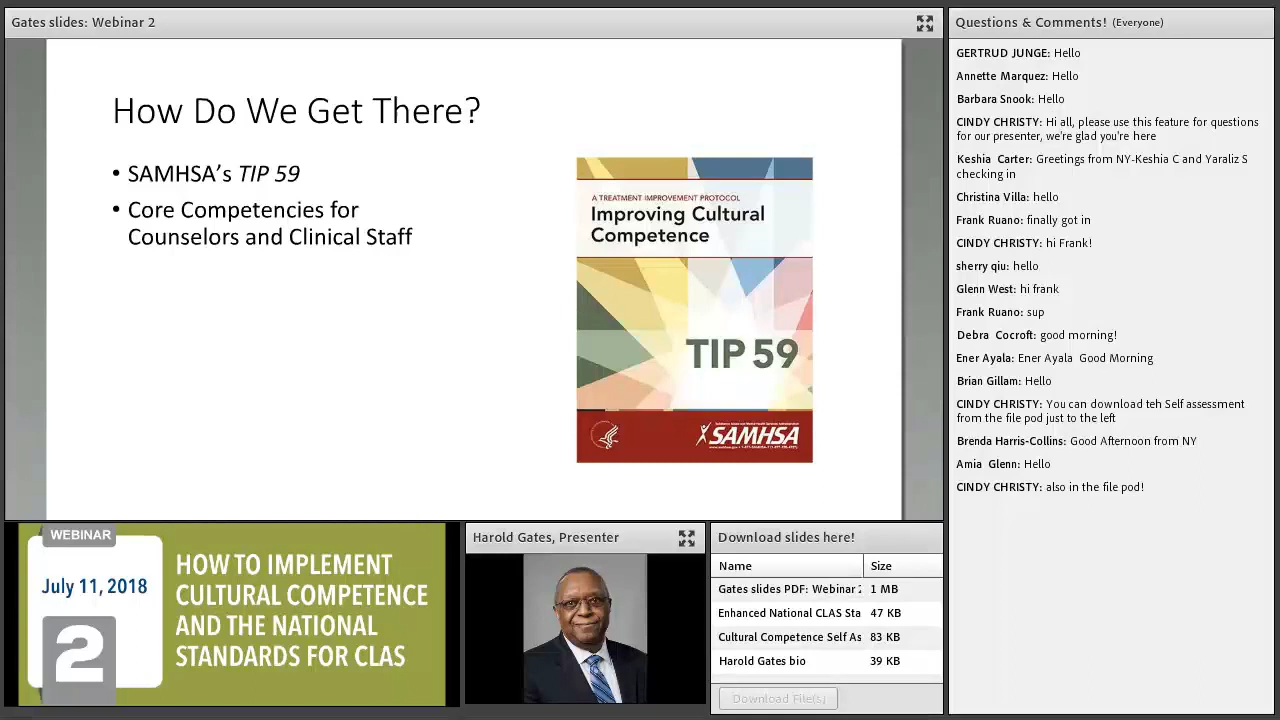 Gates slides: Webinar 2
How Do We Get There?
• SAMHSA's TIP 59
• Core Competencies for
Counselors and Clinical Staff
A TREATMENT IMPROVEMENT PROTOCOL
Improving Cultural
Competence
TIP 59
SAMHSA
WEBINAR
July 11, 2018
2
HOW TO IMPLEMENT
CULTURAL COMPETENCE
AND THE NATIONAL
STANDARDS FOR CLAS
Harold Gates, Presenter
Download slides here!
Name Size
Gates slides PDF: Webinar 2 1 MB
Enhanced National CLAS Sta 47 KB
Cultural Competence Self As 83 KB
Harold Gates bio 39 KB
Download File(s)
Questions & Comments! (Everyone)
GERTRUD JUNGE: Hello
Annette Marquez: Hello
Barbara Snook: Hello
CINDY CHRISTY: Hi all, please use this feature for questions
for our presenter, we're glad you're here
Keshia Carter: Greetings from NY-Keshia C and Yaraliz S
checking in
Christina Villa: hello
Frank Ruano: finally got in
CINDY CHRISTY: hi Frank!
sherry qiu: hello
Glenn West: hi frank
Frank Ruano: sup
Debra Cocroft: good morning!
Ener Ayala: Ener Ayala Good Morning
Brian Gillam: Hello
CINDY CHRISTY: You can download teh Self assessment
from the file pod just to the left
Brenda Harris-Collins: Good Afternoon from NY
Amia Glenn: Hello
CINDY CHRISTY: also in the file pod!